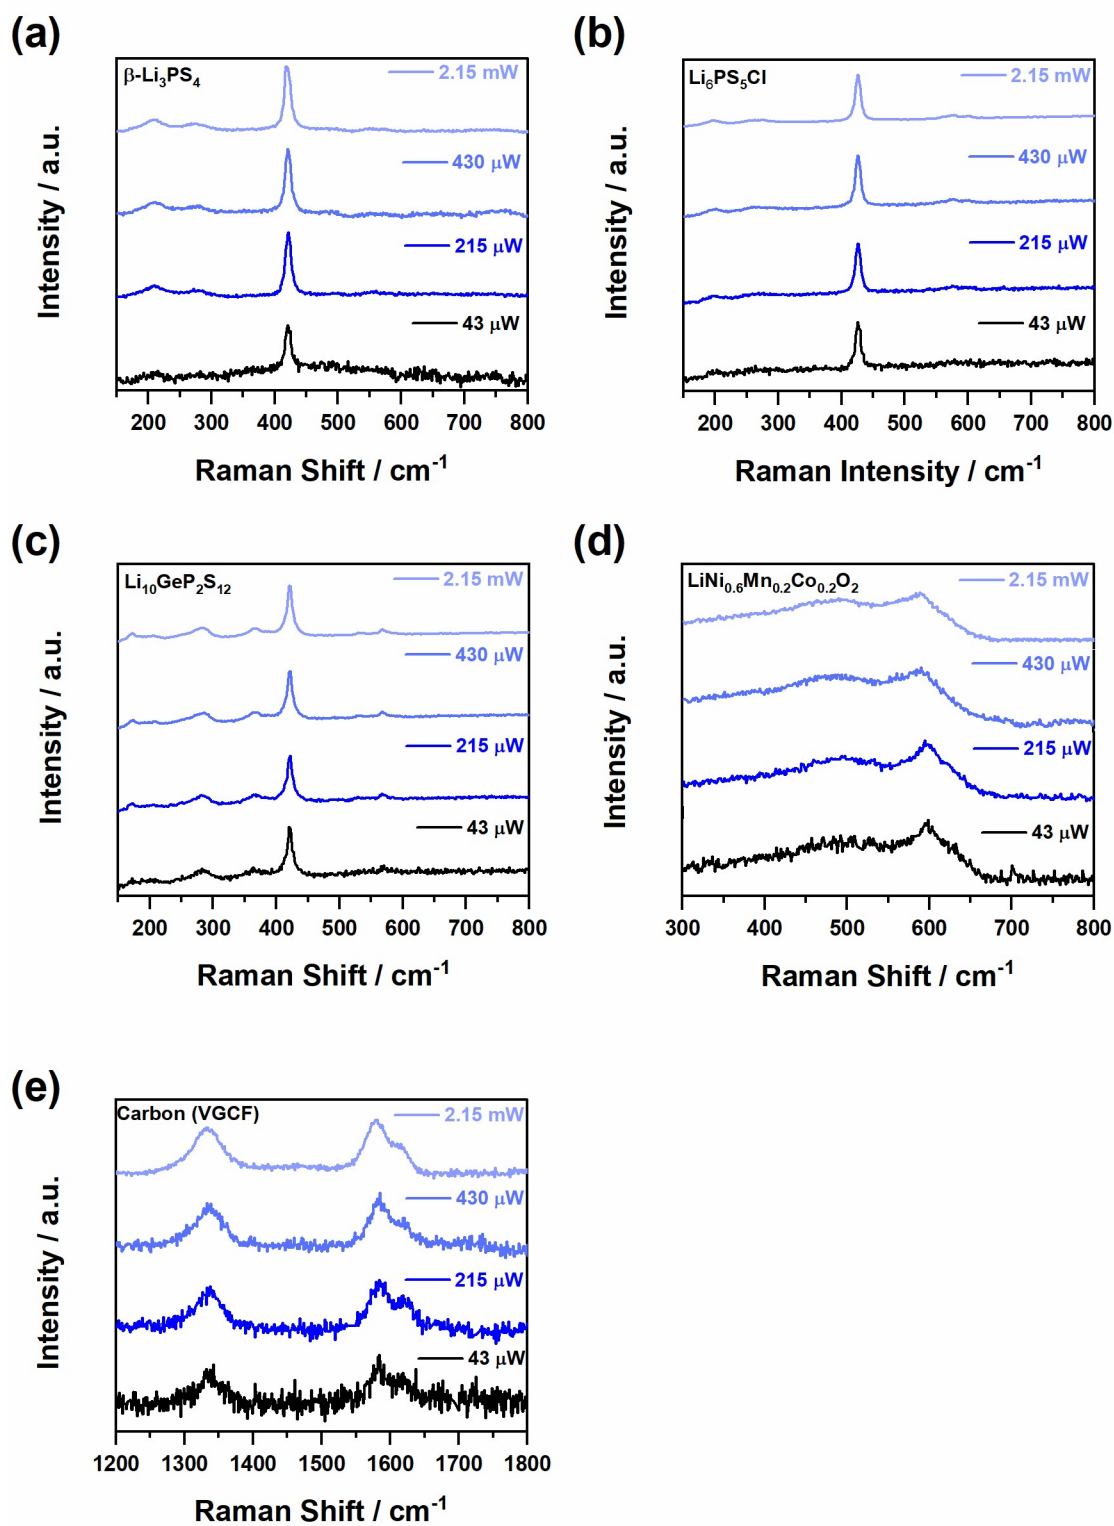 (a)
β-Li₃PS₄
2.15 mW
430 μW
215 μW
43 μW
Intensity / a.u.
200 300 400 500 600 700 800
Raman Shift / cm⁻¹
(b)
Li₆PS₅Cl
2.15 mW
430 μW
215 μW
43 μW
Intensity / a.u.
200 300 400 500 600 700 800
Raman Intensity / cm⁻¹
(c)
Li₁₀GeP₂S₁₂
2.15 mW
430 μW
215 μW
43 μW
Intensity / a.u.
200 300 400 500 600 700 800
Raman Shift / cm⁻¹
(d)
LiNi₀.₆Mn₀.₂Co₀.₂O₂
2.15 mW
430 μW
215 μW
43 μW
Intensity / a.u.
300 400 500 600 700 800
Raman Shift / cm⁻¹
(e)
Carbon (VGCF)
2.15 mW
430 μW
215 μW
43 μW
Intensity / a.u.
1200 1300 1400 1500 1600 1700 1800
Raman Shift / cm⁻¹